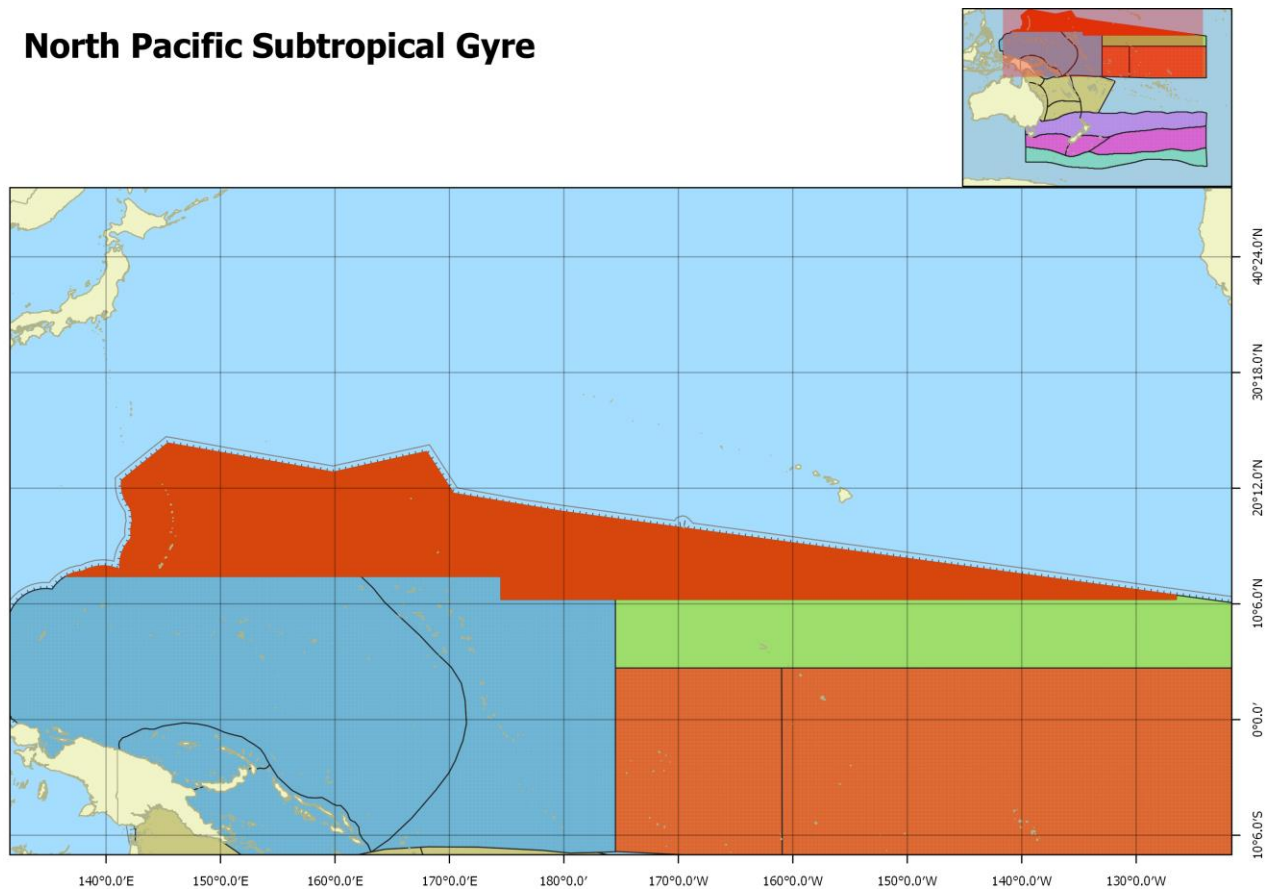 North Pacific Subtropical Gyre
40°24.0′N
30°18.0′N
20°12.0′N
10°6.0′N
0°0.0′
10°6.0′S
140°0.0′E
150°0.0′E
160°0.0′E
170°0.0′E
180°0.0′
170°0.0′W
160°0.0′W
150°0.0′W
140°0.0′W
130°0.0′W